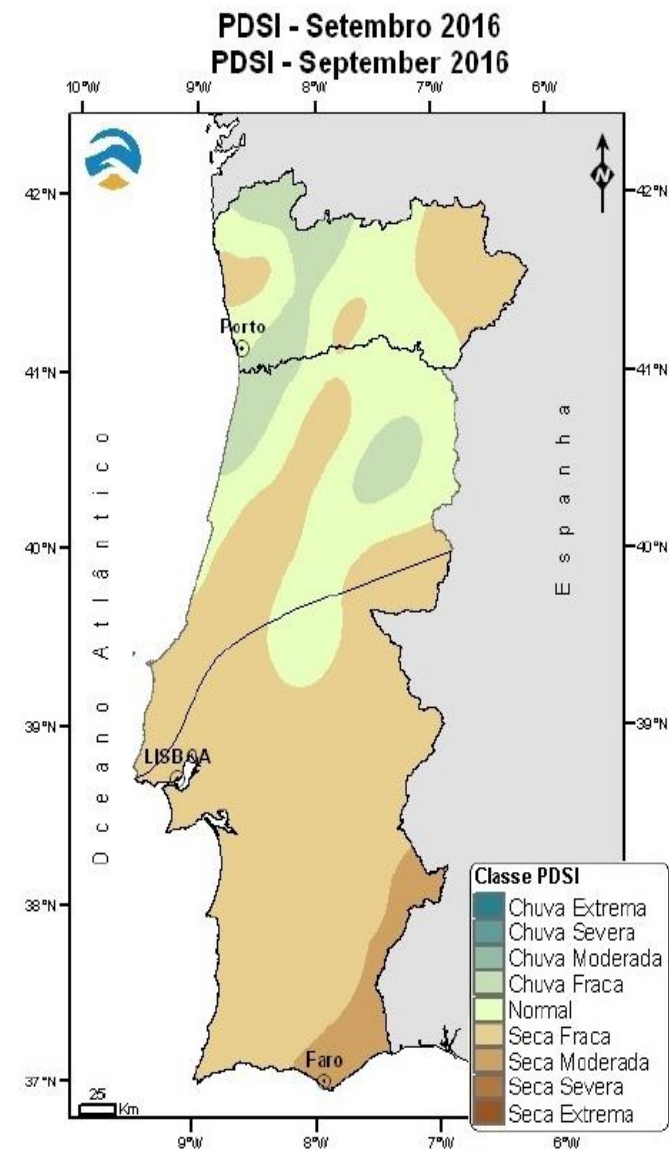 PDSI - Setembro 2016
PDSI - September 2016
10°W 9°W 8°W 7°W 6°W
N
42°N 42°N
Porto
41°N 41°N
Oceano Atlântico
Espanha
40°N 40°N
39°N 39°N
LISBOA
38°N 38°N
Classe PDSI
Chuva Extrema
Chuva Severa
Chuva Moderada
Chuva Fraca
Normal
Seca Fraca
Seca Moderada
Seca Severa
Seca Extrema
Faro
37°N 37°N
25
Km
9°W 8°W 7°W 6°W